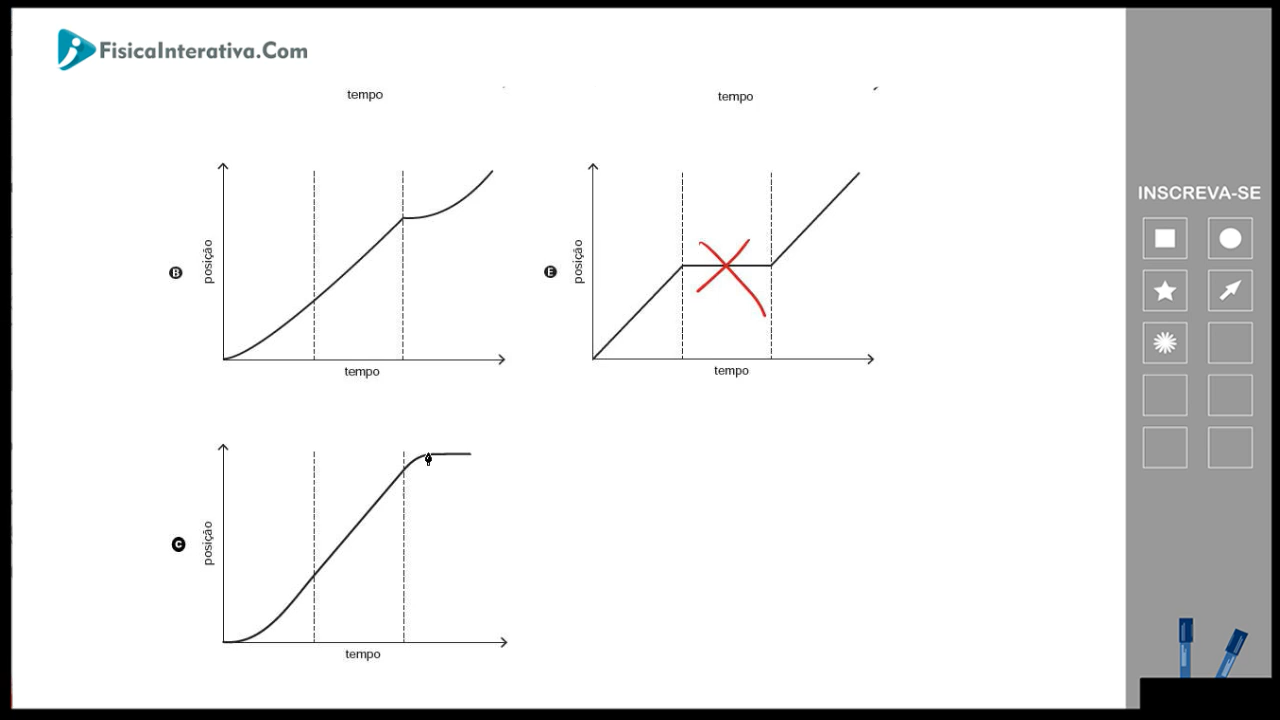 FisicaInterativa.Com
tempo
tempo
INSCREVA-SE
B
posição
tempo
E
posição
tempo
C
posição
tempo